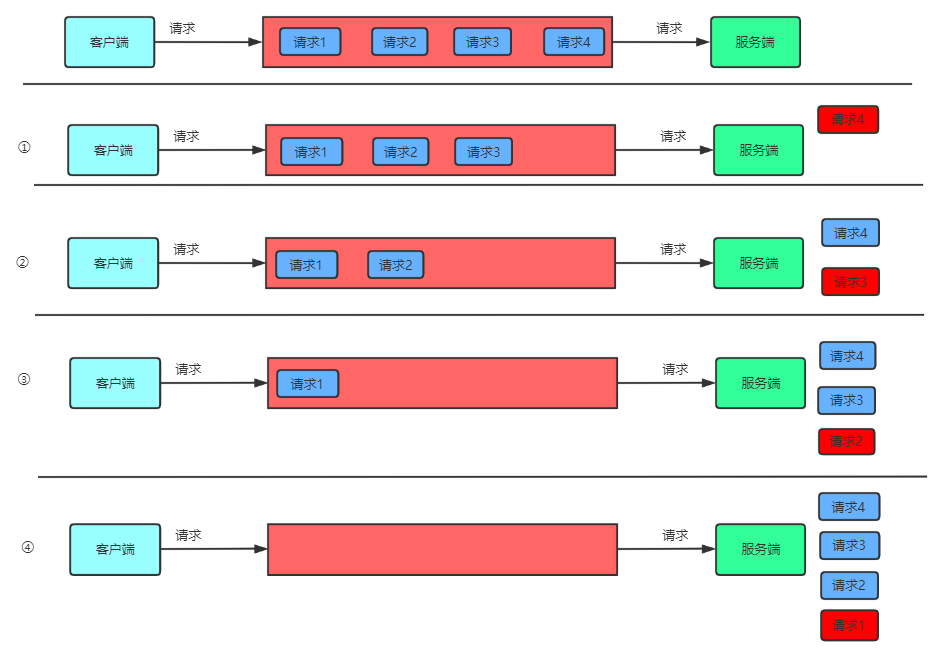 客户端 请求 请求1 请求2 请求3 请求4 请求 服务端
① 客户端 请求 请求1 请求2 请求3 请求 服务端 请求4
② 客户端 请求 请求1 请求2 请求 服务端 请求4
请求3
③ 客户端 请求 请求1 请求 服务端 请求4
请求3
请求2
④ 客户端 请求 请求 服务端 请求4
请求3
请求2
请求1